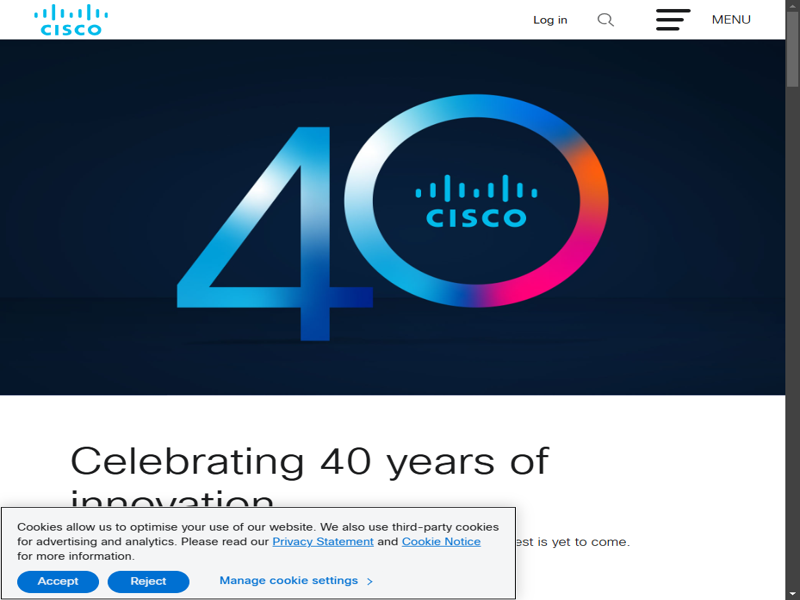 CISCO
Log in
MENU
40
CISCO
Celebrating 40 years of
innovation
est is yet to come.
Cookies allow us to optimise your use of our website. We also use third-party cookies
for advertising and analytics. Please read our Privacy Statement and Cookie Notice
for more information.
Accept
Reject
Manage cookie settings